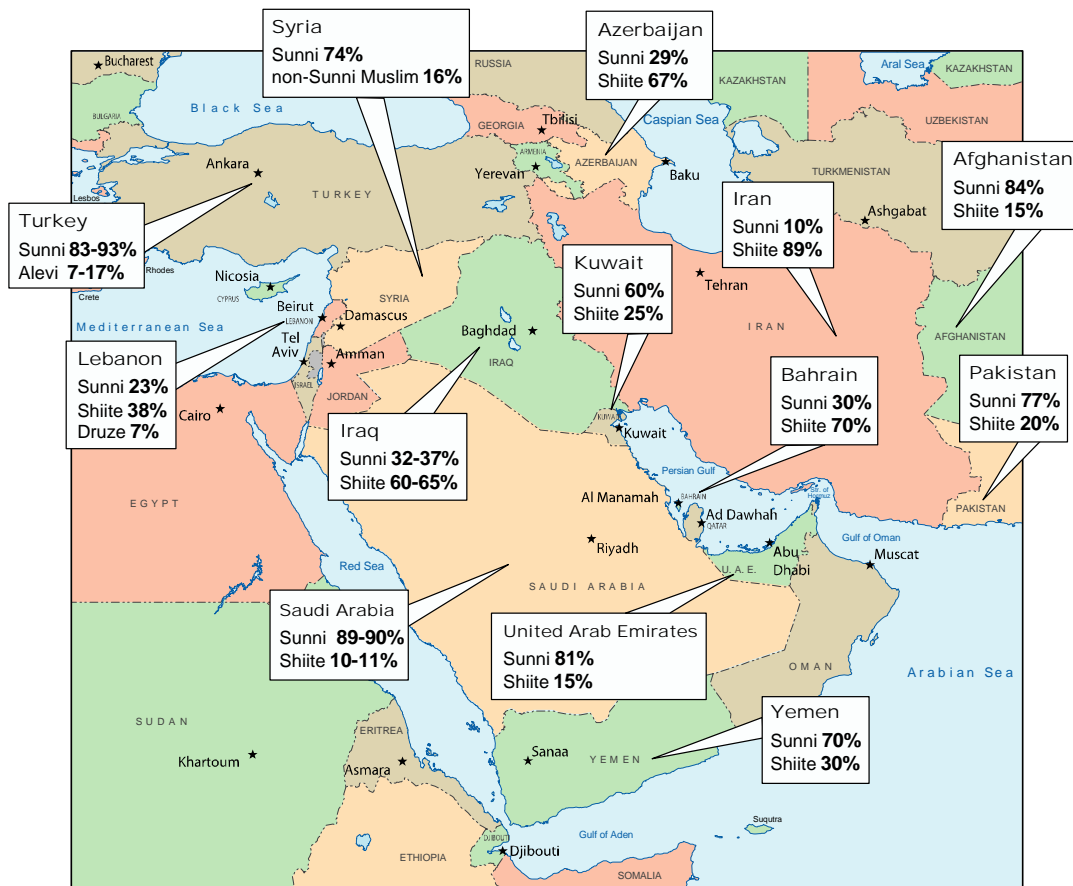 Syria
Sunni 74%
non-Sunni Muslim 16%
Azerbaijan
Sunni 29%
Shiite 67%
Afghanistan
Sunni 84%
Shiite 15%
Iran
Sunni 10%
Shiite 89%
Turkey
Sunni 83-93%
Alevi 7-17%
Kuwait
Sunni 60%
Shiite 25%
Lebanon
Sunni 23%
Shiite 38%
Druze 7%
Bahrain
Sunni 30%
Shiite 70%
Pakistan
Sunni 77%
Shiite 20%
Iraq
Sunni 32-37%
Shiite 60-65%
Saudi Arabia
Sunni 89-90%
Shiite 10-11%
United Arab Emirates
Sunni 81%
Shiite 15%
Yemen
Sunni 70%
Shiite 30%
Bucharest
RUSSIA
Aral Sea
KAZAKHSTAN
KAZAKHSTAN
Black Sea
BULGARIA
Caspian Sea
UZBEKISTAN
GEORGIA
Tbilisi
ARMENIA
AZERBAIJAN
Yerevan
Baku
TURKMENISTAN
Ashgabat
Ankara
TURKEY
Lesbos
Rhodes
Crete
Nicosia
CYPRUS
Mediterranean Sea
Beirut
LEBANON
SYRIA
Damascus
Tel
Aviv
ISRAEL
Amman
JORDAN
Baghdad
IRAQ
Tehran
IRAN
AFGHANISTAN
Cairo
EGYPT
KUWAIT
Kuwait
Persian Gulf
Al Manamah
BAHRAIN
Ad Dawhah
QATAR
Str. of
Hormuz
PAKISTAN
Gulf of Oman
Muscat
Abu
Dhabi
U.A.E.
Riyadh
SAUDI ARABIA
Red Sea
OMAN
Arabian Sea
SUDAN
Khartoum
ERITREA
Asmara
Sanaa
YEMEN
Suqutra
Gulf of Aden
DJIBOUTI
Djibouti
ETHIOPIA
SOMALIA